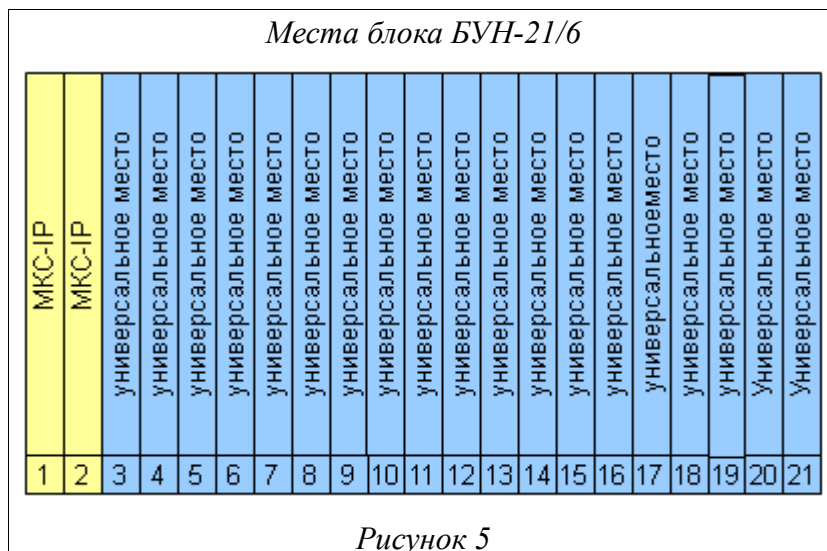 Места блока БУН-21/6
МКС-IP
МКС-IP
универсальное место
универсальное место
универсальное место
универсальное место
универсальное место
универсальное место
универсальное место
универсальное место
универсальное место
универсальное место
универсальное место
универсальное место
универсальное место
универсальное место
универсальноеместо
универсальное место
универсальное место
Универсальное место
Универсальное место
1 2 3 4 5 6 7 8 9 10 11 12 13 14 15 16 17 18 19 20 21
Рисунок 5